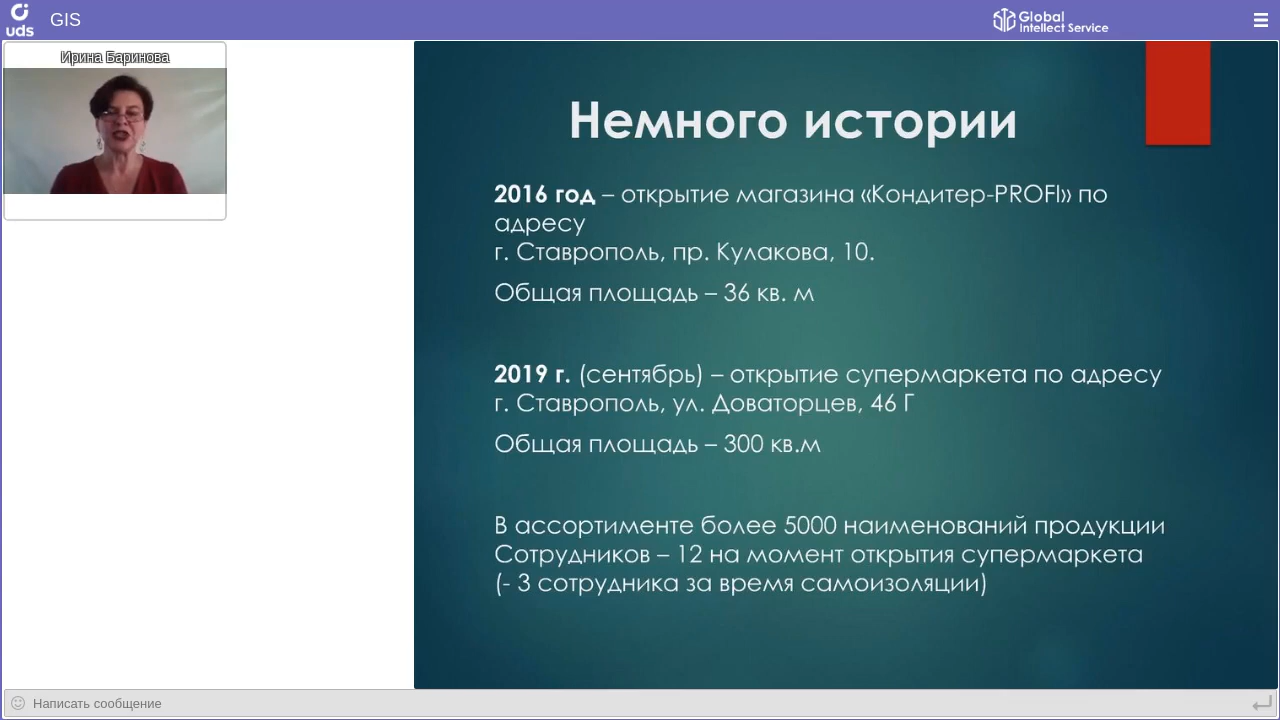 uds
GIS
Global
Intellect Service
Ирина Баринова
Немного истории
2016 год – открытие магазина «Кондитер-PROFI» по
адресу
г. Ставрополь, пр. Кулакова, 10.
Общая площадь – 36 кв. м
2019 г. (сентябрь) – открытие супермаркета по адресу
г. Ставрополь, ул. Доваторцев, 46 Г
Общая площадь – 300 кв.м
В ассортименте более 5000 наименований продукции
Сотрудников – 12 на момент открытия супермаркета
(- 3 сотрудника за время самоизоляции)
Написать сообщение